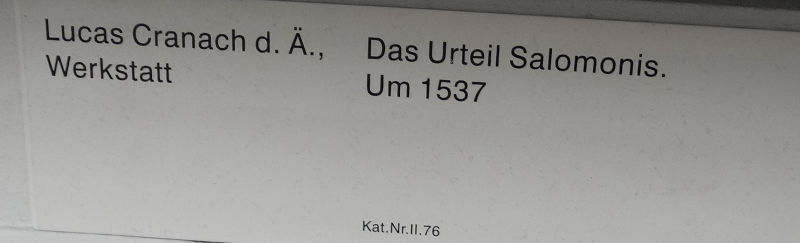 Lucas Cranach d. Ä.,
Werkstatt
Das Urteil Salomonis.
Um 1537
Kat.Nr.II.76